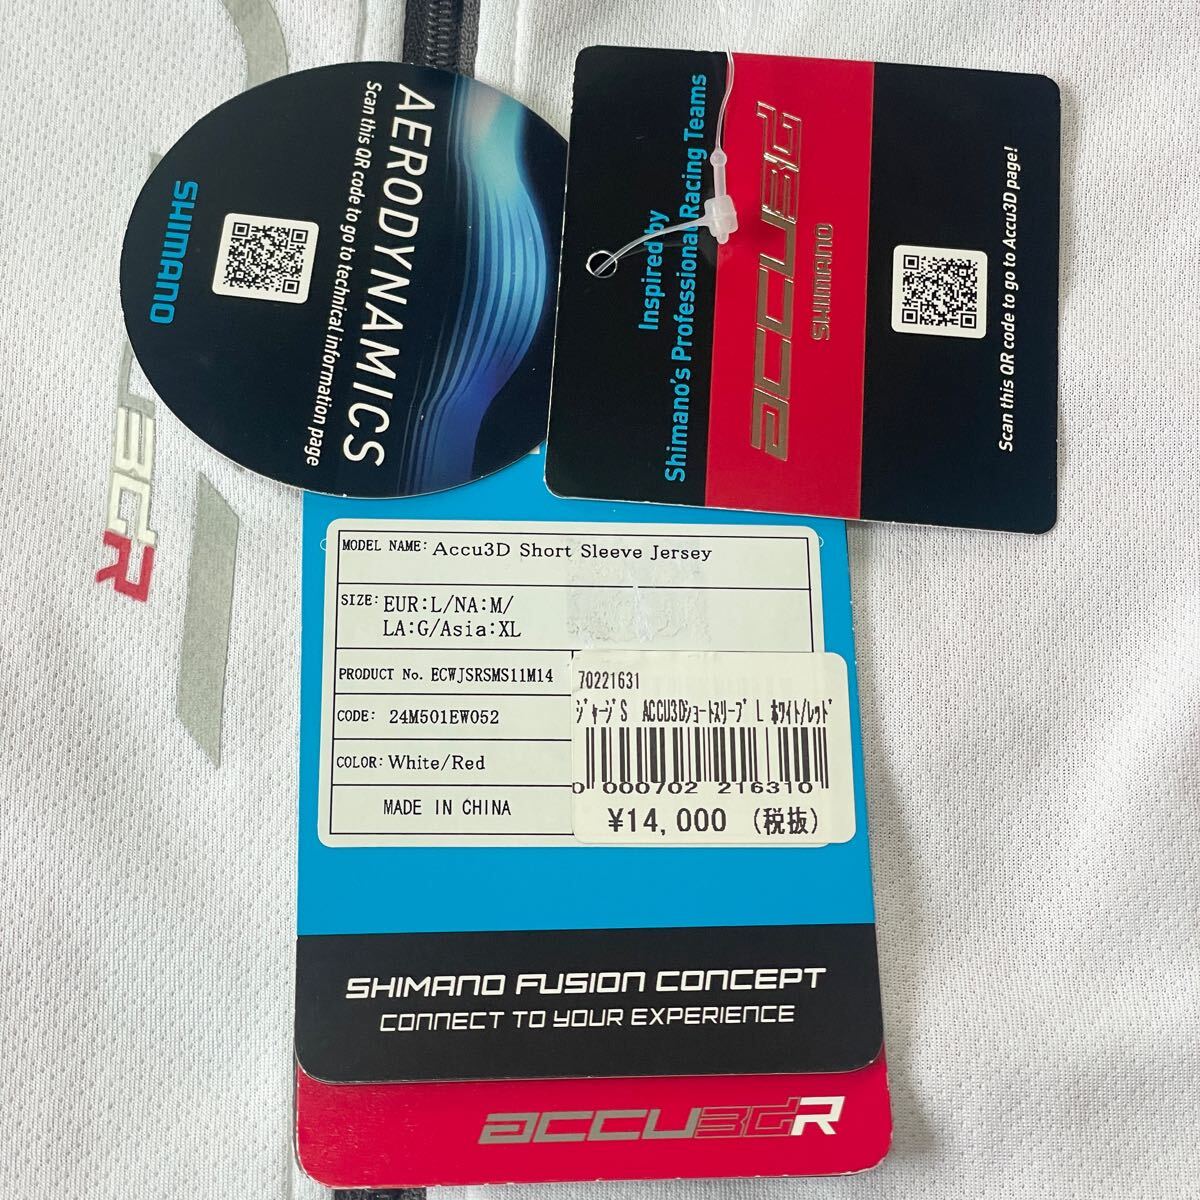 AERODYNAMICS
Scan this QR code to go to technical information page
SHIMANO
Inspired by
Shimano's Professional Racing Teams
ACCU3D
SHIMANO
Scan this QR code to go to Accu3D page!
3DR
MODEL NAME: Accu3D Short Sleeve Jersey
SIZE: EUR:L/NA:M/
LA:G/Asia:XL
PRODUCT No. ECWJSRSMS11M14
CODE: 24M501EW052
COLOR: White/Red
MADE IN CHINA
70221631
ｼﾞｬｰｼﾞS ACCU3Dｼｮｰﾄｽﾘｰﾌﾞ L ﾎﾜｲﾄ/ﾚｯﾄﾞ
0 000702 216310
¥14,000 (税抜)
SHIMANO FUSION CONCEPT
CONNECT TO YOUR EXPERIENCE
ACCU3DR